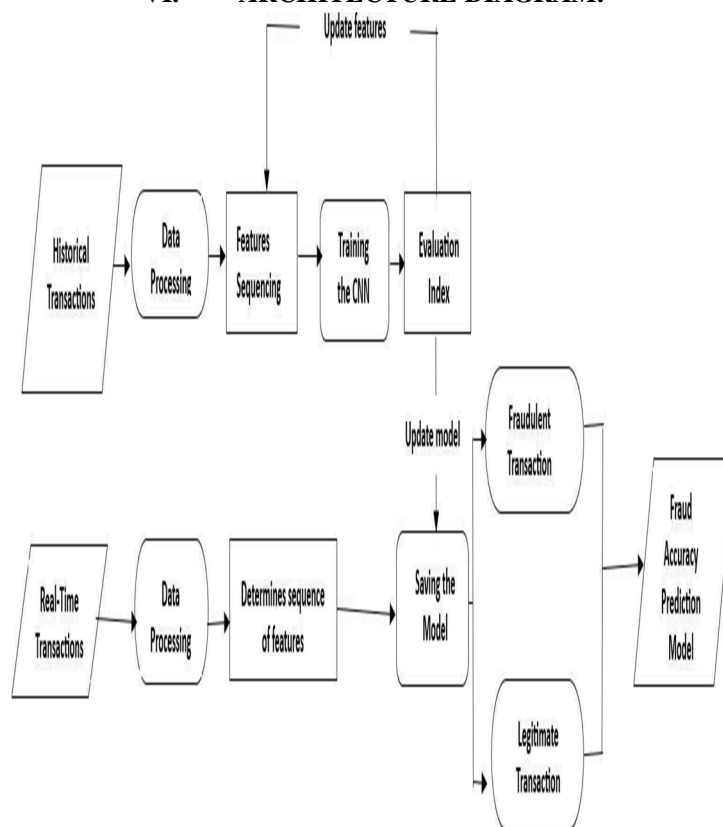 VI. ARCHITECTURE DIAGRAM:
Update features
Historical
Transactions
Data
Processing
Features
Sequencing
Training
the CNN
Evaluation
Index
Update model
Fraudulent
Transaction
Real-Time
Transactions
Data
Processing
Determines sequence
of features
Saving the
Model
Fraud
Accuracy
Prediction
Model
Legitimate
Transaction